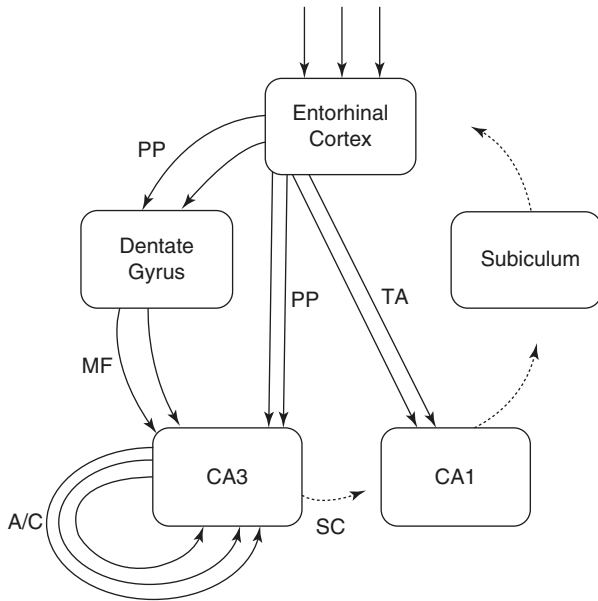 Entorhinal
Cortex
PP
Dentate
Gyrus
Subiculum
PP
TA
MF
CA3
CA1
A/C
SC